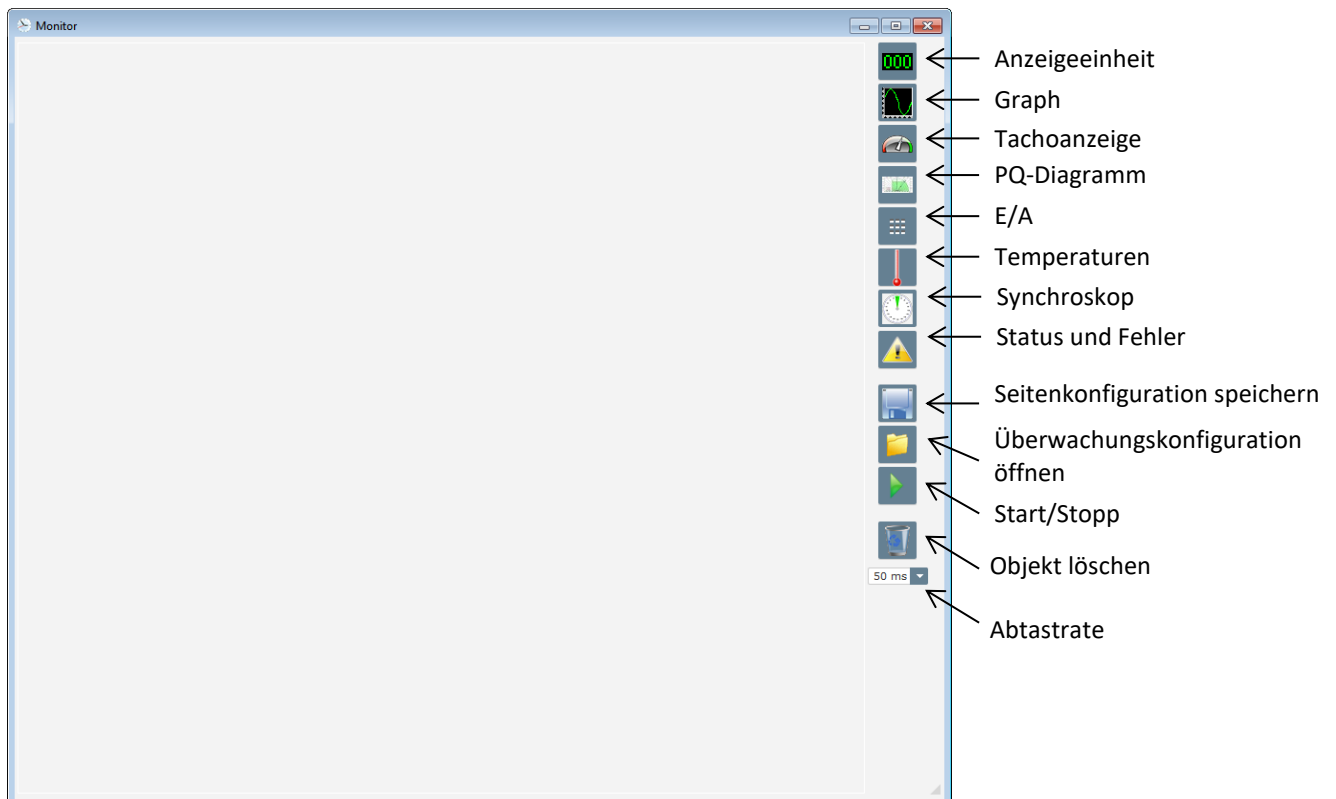 Monitor
000
Anzeigeeinheit
Graph
Tachoanzeige
PQ-Diagramm
E/A
Temperaturen
Synchroskop
Status und Fehler
Seitenkonfiguration speichern
Überwachungskonfiguration
öffnen
Start/Stopp
Objekt löschen
50 ms
Abtastrate